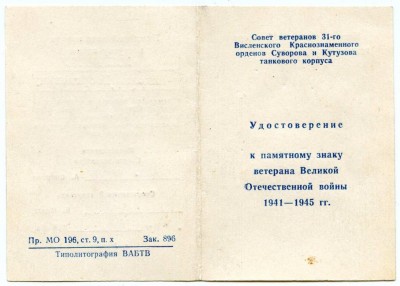 Пр. МО 196, ст. 9, п. х Зак. 896
Типолитография ВАБТВ
Совет ветеранов 31-го
Висленского Краснознаменного
орденов Суворова и Кутузова
танкового корпуса
Удостоверение
к памятному знаку
ветерана Великой
Отечественной войны
1941—1945 гг.